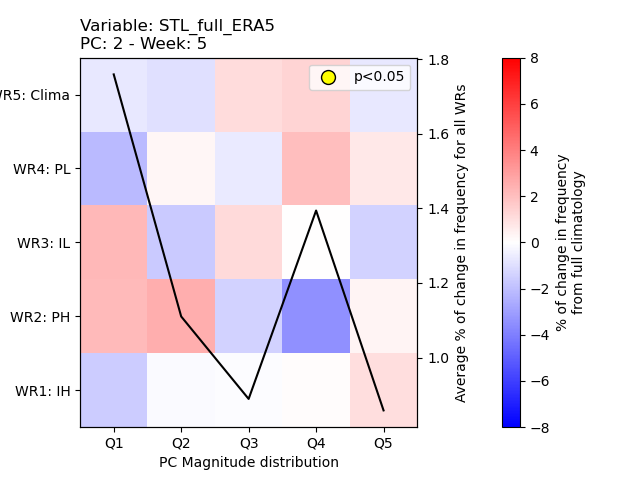 Variable: STL_full_ERA5
PC: 2 - Week: 5
p<0.05
WR5: Clima
WR4: PL
WR3: IL
WR2: PH
WR1: IH
Q1 Q2 Q3 Q4 Q5
PC Magnitude distribution
1.8
1.6
1.4
1.2
1.0
Average % of change in frequency for all WRs
8
6
4
2
0
−2
−4
−6
−8
% of change in frequency
from full climatology